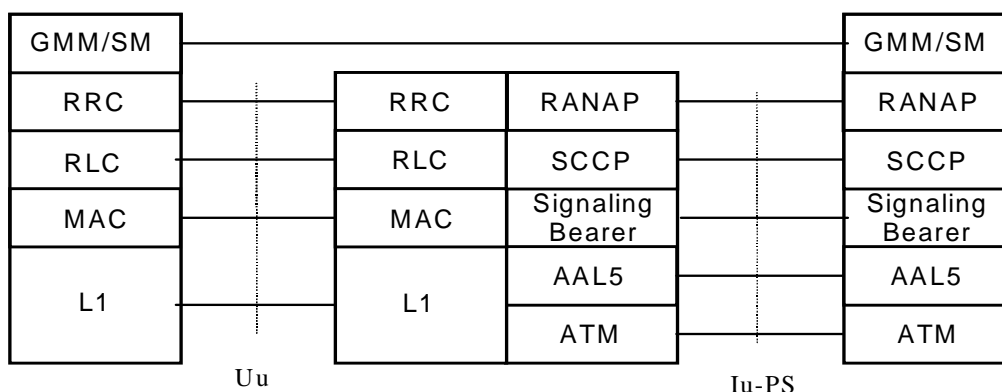 GMM/SM
GMM/SM
RRC
RRC
RANAP
RANAP
RLC
RLC
SCCP
SCCP
MAC
MAC
Signaling
Bearer
Signaling
Bearer
L1
L1
AAL5
AAL5
ATM
ATM
Uu
Iu-PS